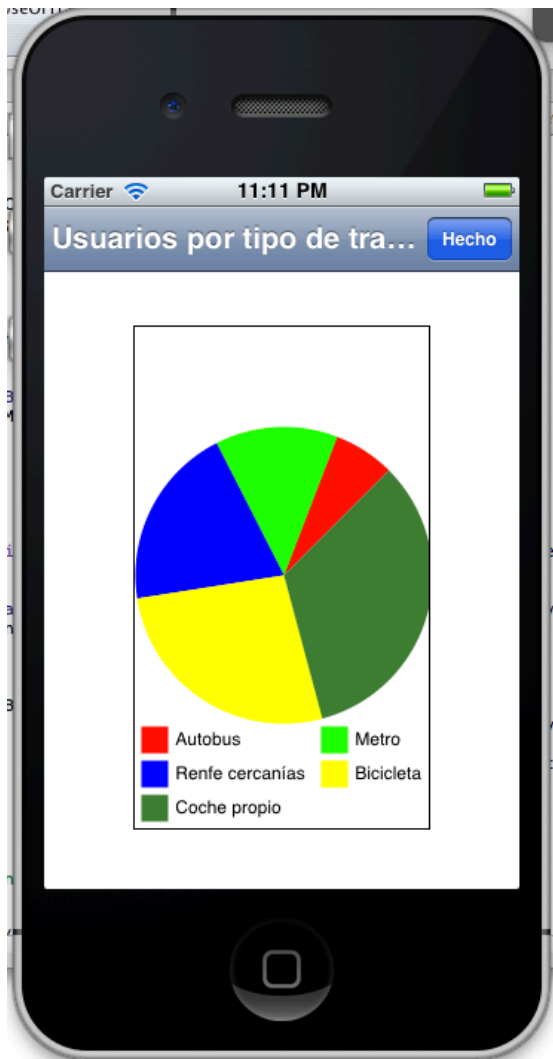 Carrier 11:11 PM
Usuarios por tipo de tra... Hecho
Autobus Metro
Renfe cercanías Bicicleta
Coche propio